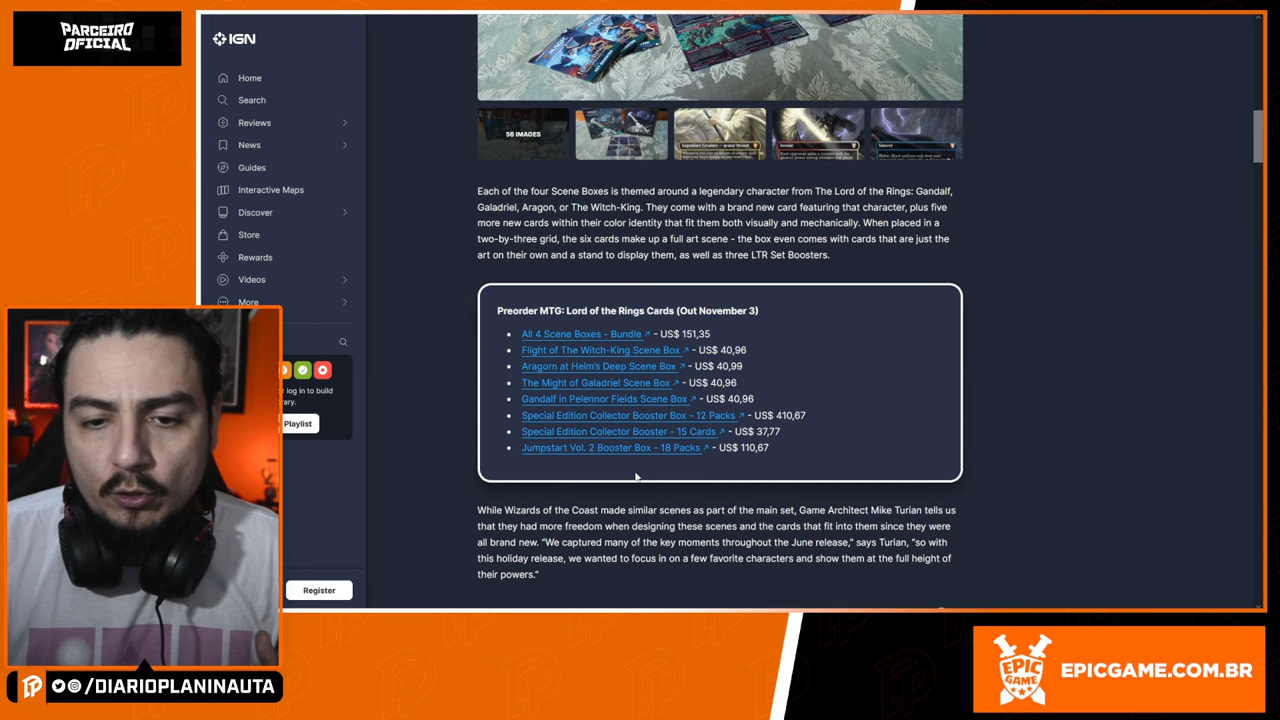 PARCEIRO
OFICIAL
IGN
Home
Search
Reviews
News
Guides
Interactive Maps
Discover
Store
Rewards
Videos
More
or log in to build
Playlist
Register
56 IMAGES
Legendary Creature — Avatar Wizard
Instant
Sorcery
Each of the four Scene Boxes is themed around a legendary character from The Lord of the Rings: Gandalf,
Galadriel, Aragorn, or The Witch-King. They come with a brand new card featuring that character, plus five
more new cards within their color identity that fit them both visually and mechanically. When placed in a
two-by-three grid, the six cards make up a full art scene - the box even comes with cards that are just the
art on their own and a stand to display them, as well as three LTR Set Boosters.
Preorder MTG: Lord of the Rings Cards (Out November 3)
• All 4 Scene Boxes - Bundle ↗ - US$ 151,35
• Flight of The Witch-King Scene Box ↗ - US$ 40,96
• Aragorn at Helm's Deep Scene Box ↗ - US$ 40,99
• The Might of Galadriel Scene Box ↗ - US$ 40,96
• Gandalf in Pelennor Fields Scene Box ↗ - US$ 40,96
• Special Edition Collector Booster Box - 12 Packs ↗ - US$ 410,67
• Special Edition Collector Booster - 15 Cards ↗ - US$ 37,77
• Jumpstart Vol. 2 Booster Box - 18 Packs ↗ - US$ 110,67
While Wizards of the Coast made similar scenes as part of the main set, Game Architect Mike Turian tells us
that they had more freedom when designing these scenes and the cards that fit into them since they were
all brand new. “We captured many of the key moments throughout the June release,” says Turian, “so with
this holiday release, we wanted to focus in on a few favorite characters and show them at the full height of
their powers.”
/DIARIOPLANINAUTA
EPIC
GAME
EPICGAME.COM.BR